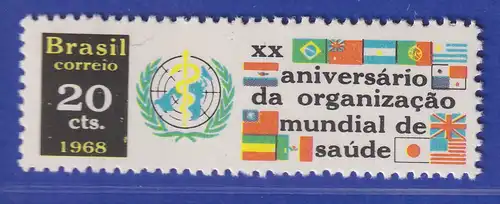 Brasil
correio
20
cts.
1968
xx
aniversário
da organização
mundial de
saúde